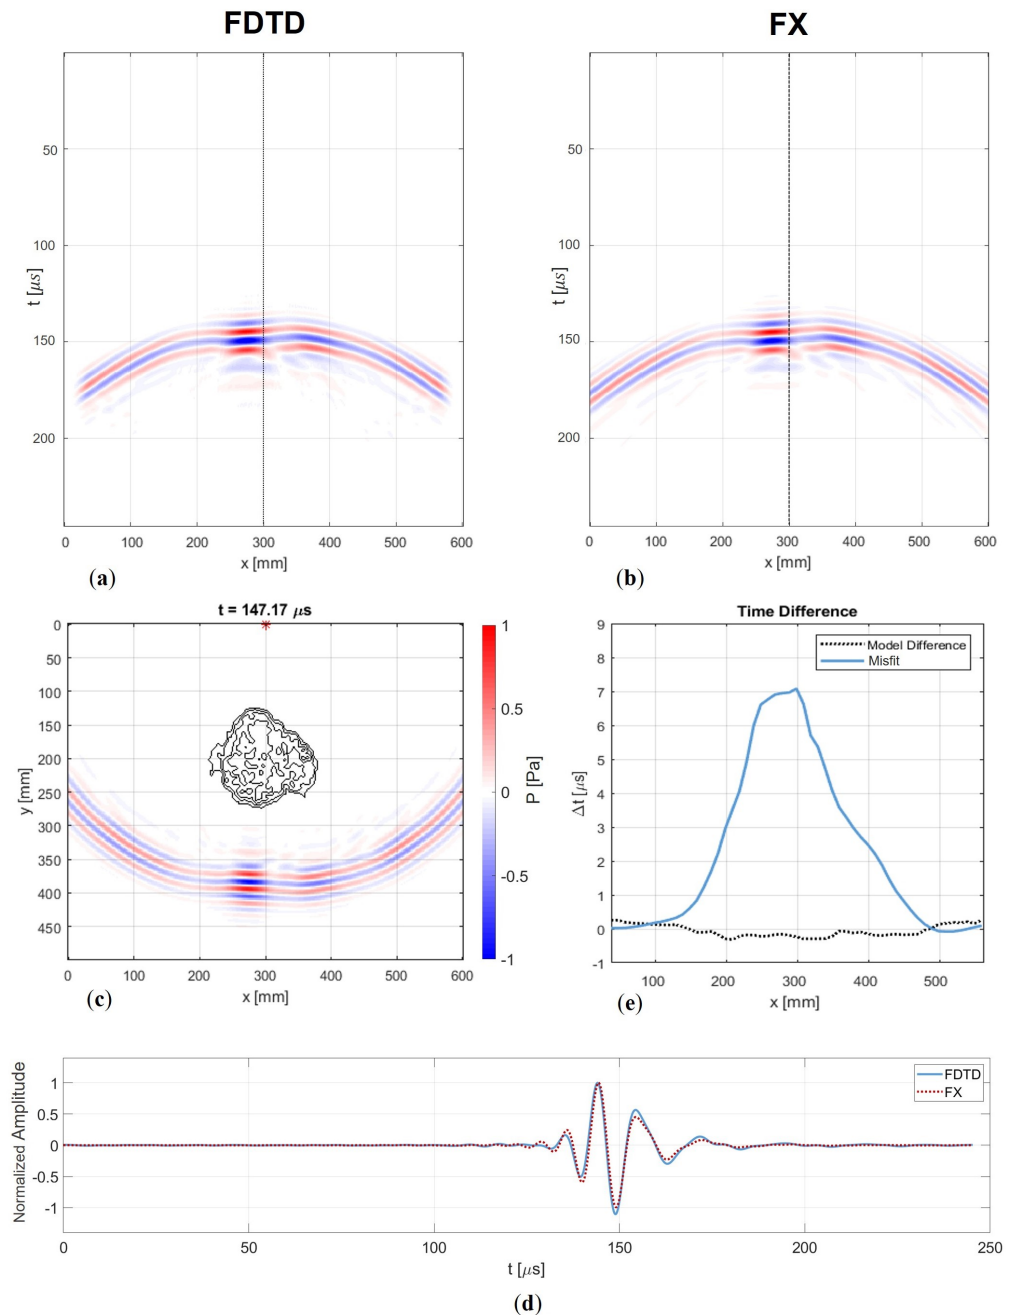 FDTD
FX
50
100
150
200
t [μs]
0 100 200 300 400 500 600
x [mm]
(a)
50
100
150
200
t [μs]
0 100 200 300 400 500 600
x [mm]
(b)
t = 147.17 μs
0
50
100
150
200
250
300
350
400
450
y [mm]
0 100 200 300 400 500 600
x [mm]
(c)
1
0.5
0
-0.5
-1
P [Pa]
Time Difference
Model Difference
Misfit
9
8
7
6
5
4
3
2
1
0
-1
Δt [μs]
100 200 300 400 500
x [mm]
(e)
Normalized Amplitude
1
0.5
0
-0.5
-1
FDTD
FX
0 50 100 150 200 250
t [μs]
(d)